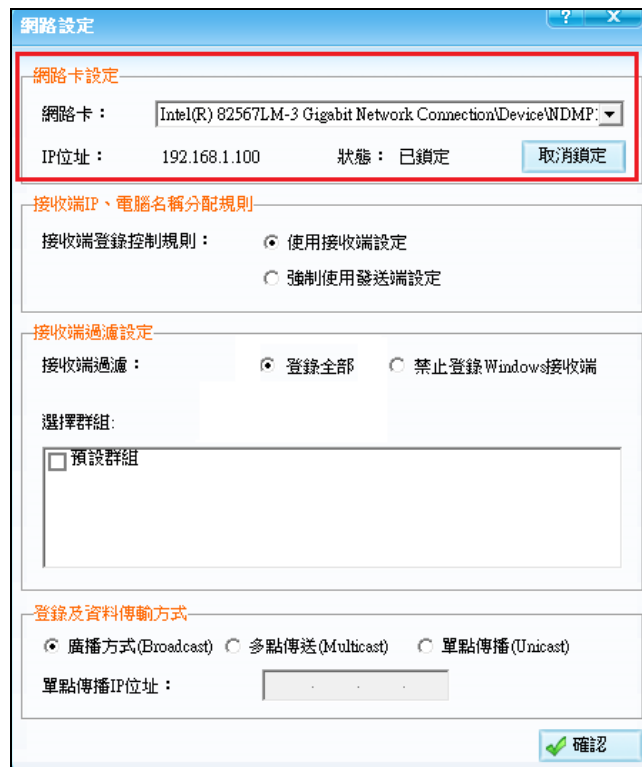 網路設定
? X
網路卡設定
網路卡： Intel(R) 82567LM-3 Gigabit Network Connection\Device\NDMP:
IP位址： 192.168.1.100 狀態： 已鎖定 取消鎖定
接收端IP、電腦名稱分配規則
接收端登錄控制規則： 使用接收端設定
強制使用發送端設定
接收端過濾設定
接收端過濾： 登錄全部 禁止登錄Windows接收端
選擇群組:
預設群組
登錄及資料傳輸方式
廣播方式(Broadcast) 多點傳送(Multicast) 單點傳播(Unicast)
單點傳播IP位址： . . .
確認